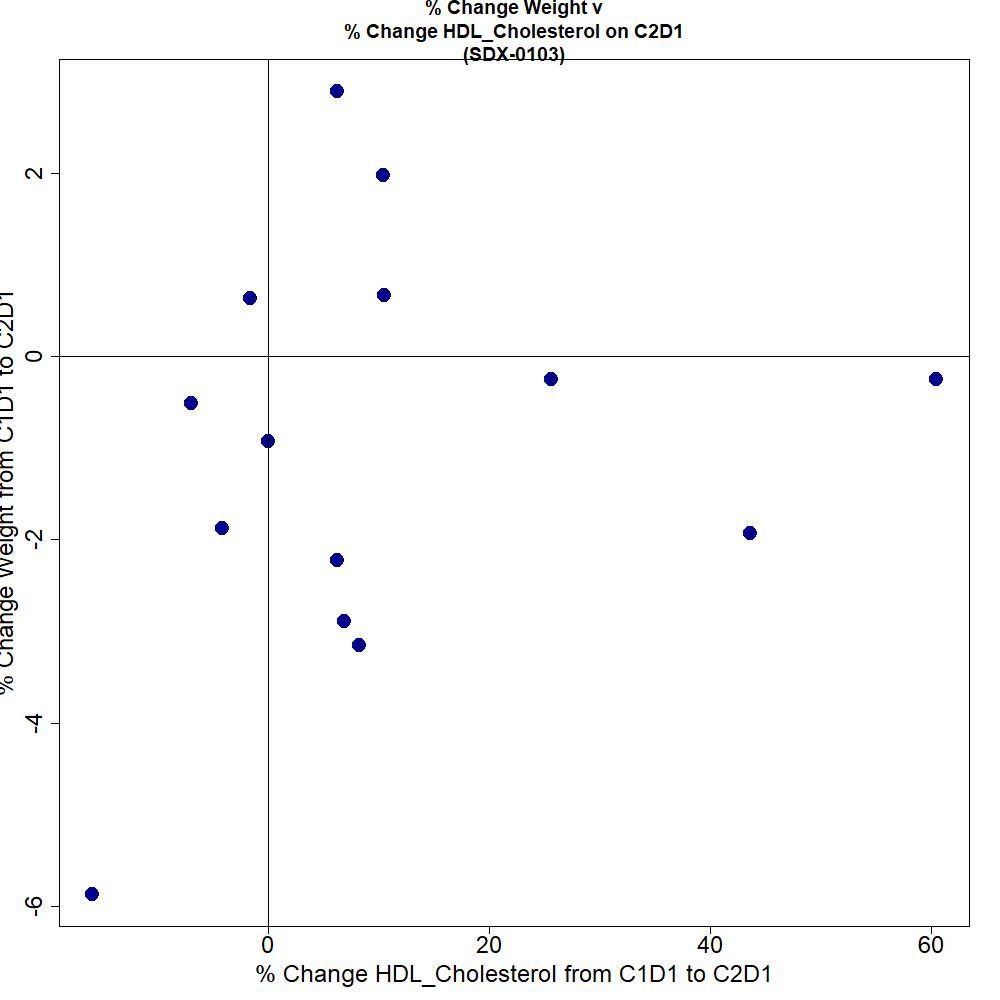 % Change Weight v
% Change HDL_Cholesterol on C2D1
(SDX-0103)
% Change Weight from C1D1 to C2D1
2
0
-2
-4
-6
0 20 40 60
% Change HDL_Cholesterol from C1D1 to C2D1